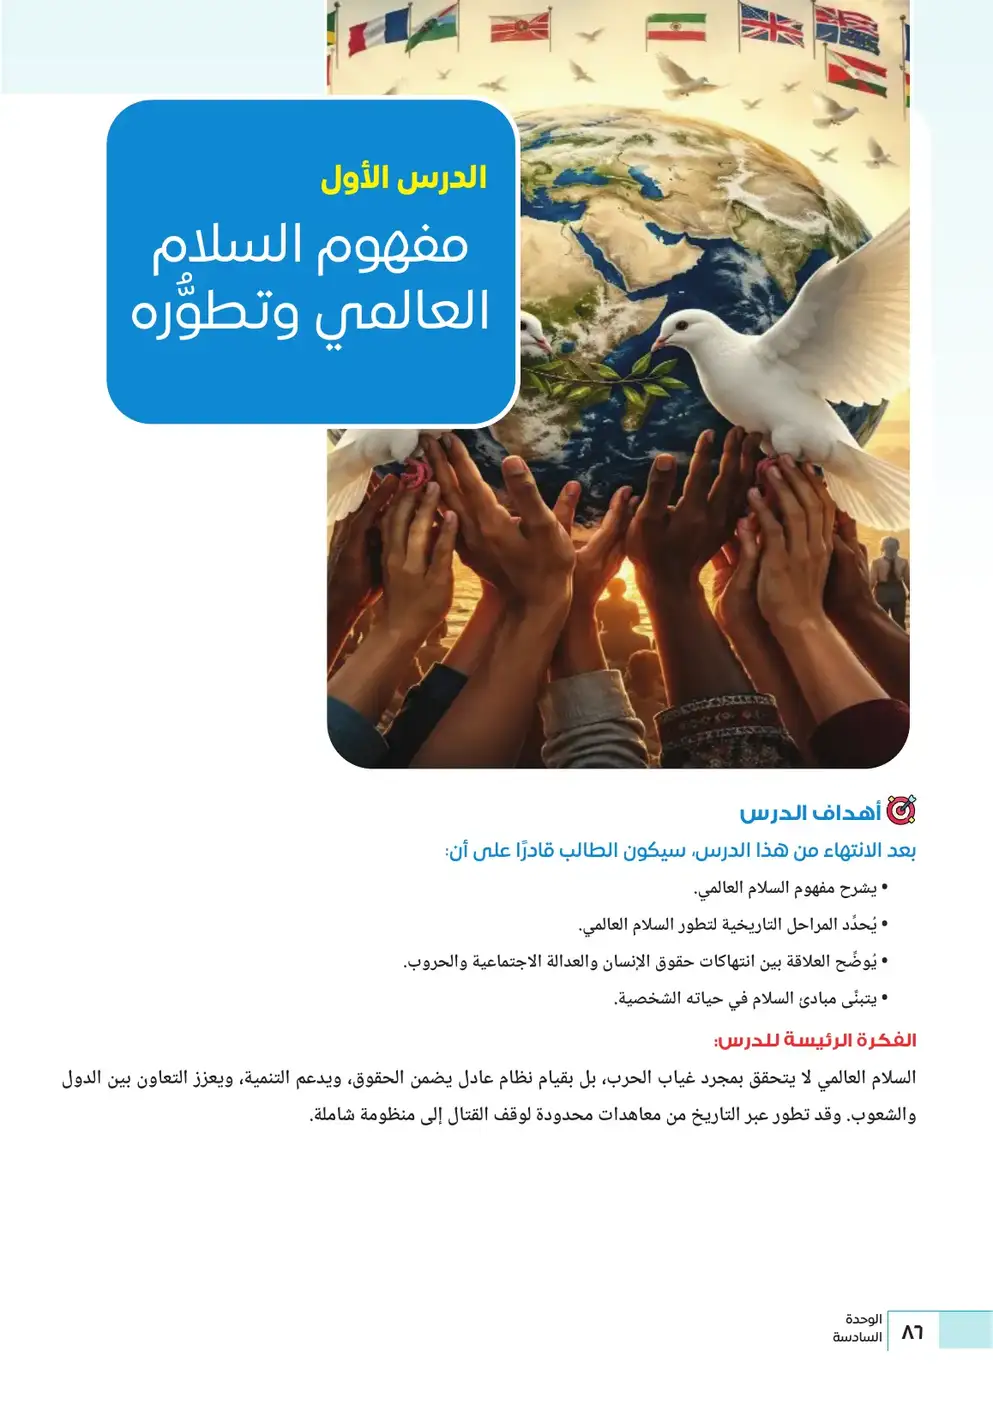 الدرس الأول
مفهوم السلام
العالمي وتطوُّره
أهداف الدرس
بعد الانتهاء من هذا الدرس، سيكون الطالب قادرًا على أن:
• يشرح مفهوم السلام العالمي.
• يُحدِّد المراحل التاريخية لتطور السلام العالمي.
• يُوضِّح العلاقة بين انتهاكات حقوق الإنسان والعدالة الاجتماعية والحروب.
• يتبنَّى مبادئ السلام في حياته الشخصية.
الفكرة الرئيسة للدرس:
السلام العالمي لا يتحقق بمجرد غياب الحرب، بل بقيام نظام عادل يضمن الحقوق، ويدعم التنمية، ويعزز التعاون بين الدول
والشعوب. وقد تطور عبر التاريخ من معاهدات محدودة لوقف القتال إلى منظومة شاملة.
الوحدة
السادسة
٨٦